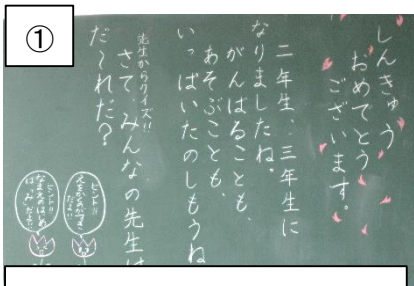 ①
しんきゅう
おめでとう
ございます。
二年生、三年生に
なりましたね。
がんばることも、
あそぶことも、
いっぱいたのしもうね
先生からクイズ!!
さて、みんなの先生は
だ〜れだ?
ヒント!!
ヒント!!